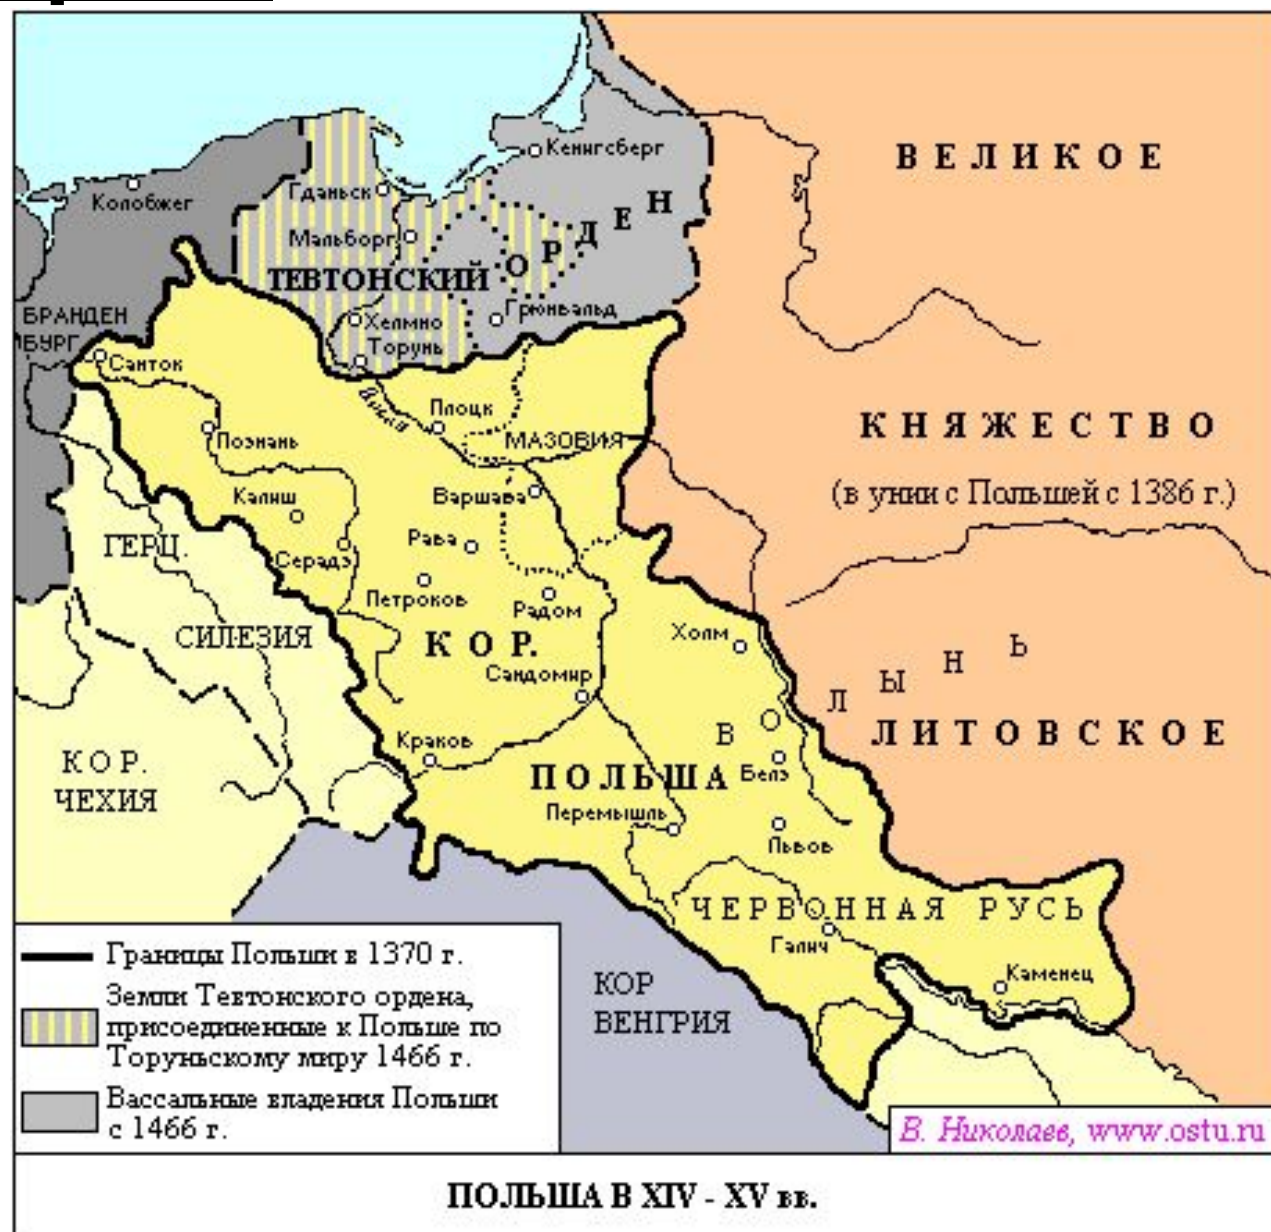 ВЕЛИКОЕ
Кенигсберг
Колобжег
Гданьск
Мальборг
ТЕВТОНСКИЙ ОРДЕН
БРАНДЕН
БУРГ
Хелмно
Грюнвальд
Торунь
Санток
Висла
Плоцк
КНЯЖЕСТВО
Познань
МАЗОВИЯ
(в унии с Польшей с 1386 г.)
Калиш
Варшава
ГЕРЦ.
Серадз
Рава
Петроков
Радом
СИЛЕЗИЯ
КОР.
Холм
Сандомир
ВОЛЫНЬ
ЛИТОВСКОЕ
Краков
КОР.
ЧЕХИЯ
ПОЛЬША
Белз
Перемышль
Львов
ЧЕРВОННАЯ РУСЬ
Галич
Каменец
КОР
ВЕНГРИЯ
Границы Польши в 1370 г.
Земли Тевтонского ордена,
присоединенные к Польше по
Торуньскому миру 1466 г.
Вассальные владения Польши
с 1466 г.
В. Николаев, www.ostu.ru
ПОЛЬША В XIV - XV вв.